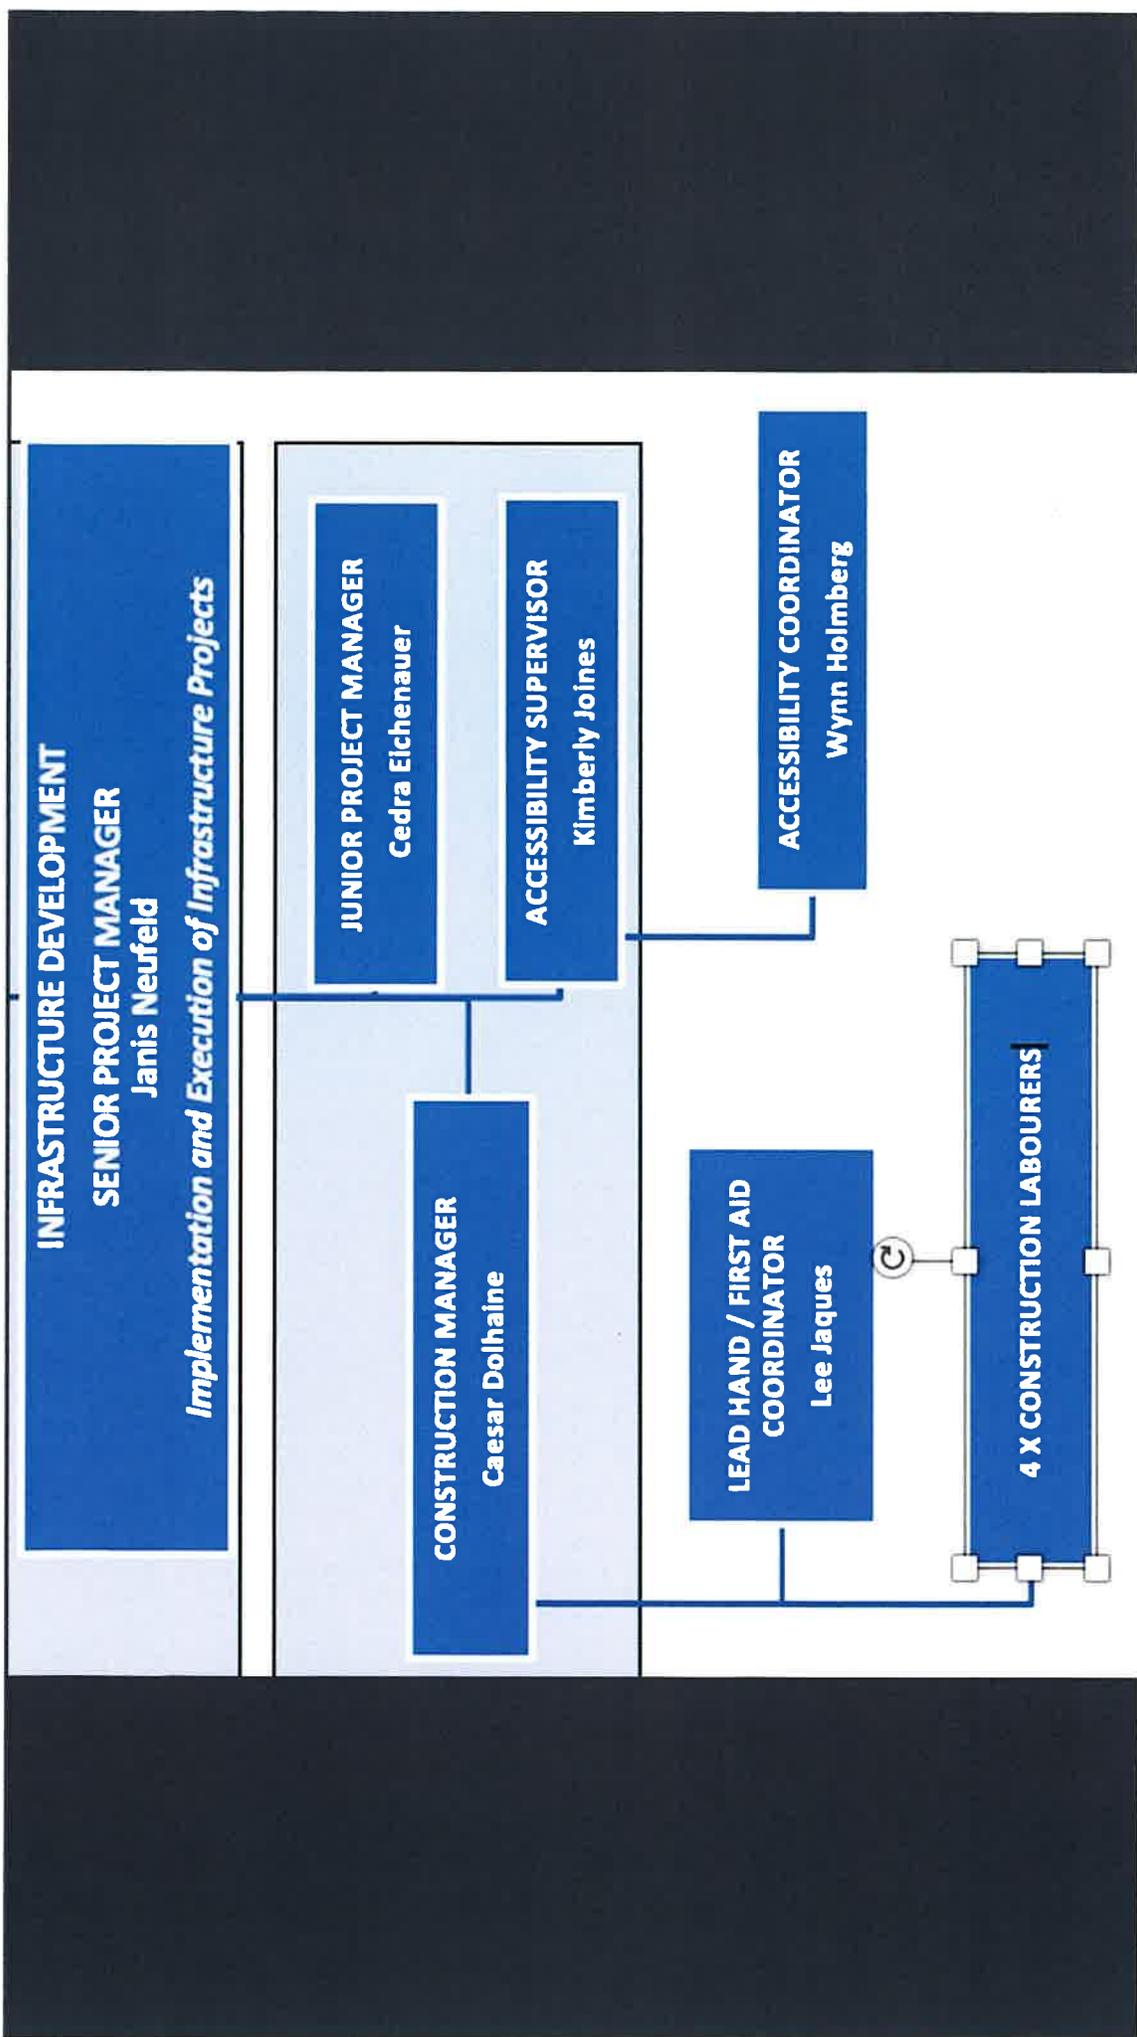 INFRASTRUCTURE DEVELOPMENT
SENIOR PROJECT MANAGER
Janis Neufeld
Implementation and Execution of Infrastructure Projects
JUNIOR PROJECT MANAGER
Cedra Eichenauer
CONSTRUCTION MANAGER
Caesar Dolhaine
ACCESSIBILITY SUPERVISOR
Kimberly Joines
LEAD HAND / FIRST AID
COORDINATOR
Lee Jaques
ACCESSIBILITY COORDINATOR
Wynn Holmberg
4 X CONSTRUCTION LABOURERS